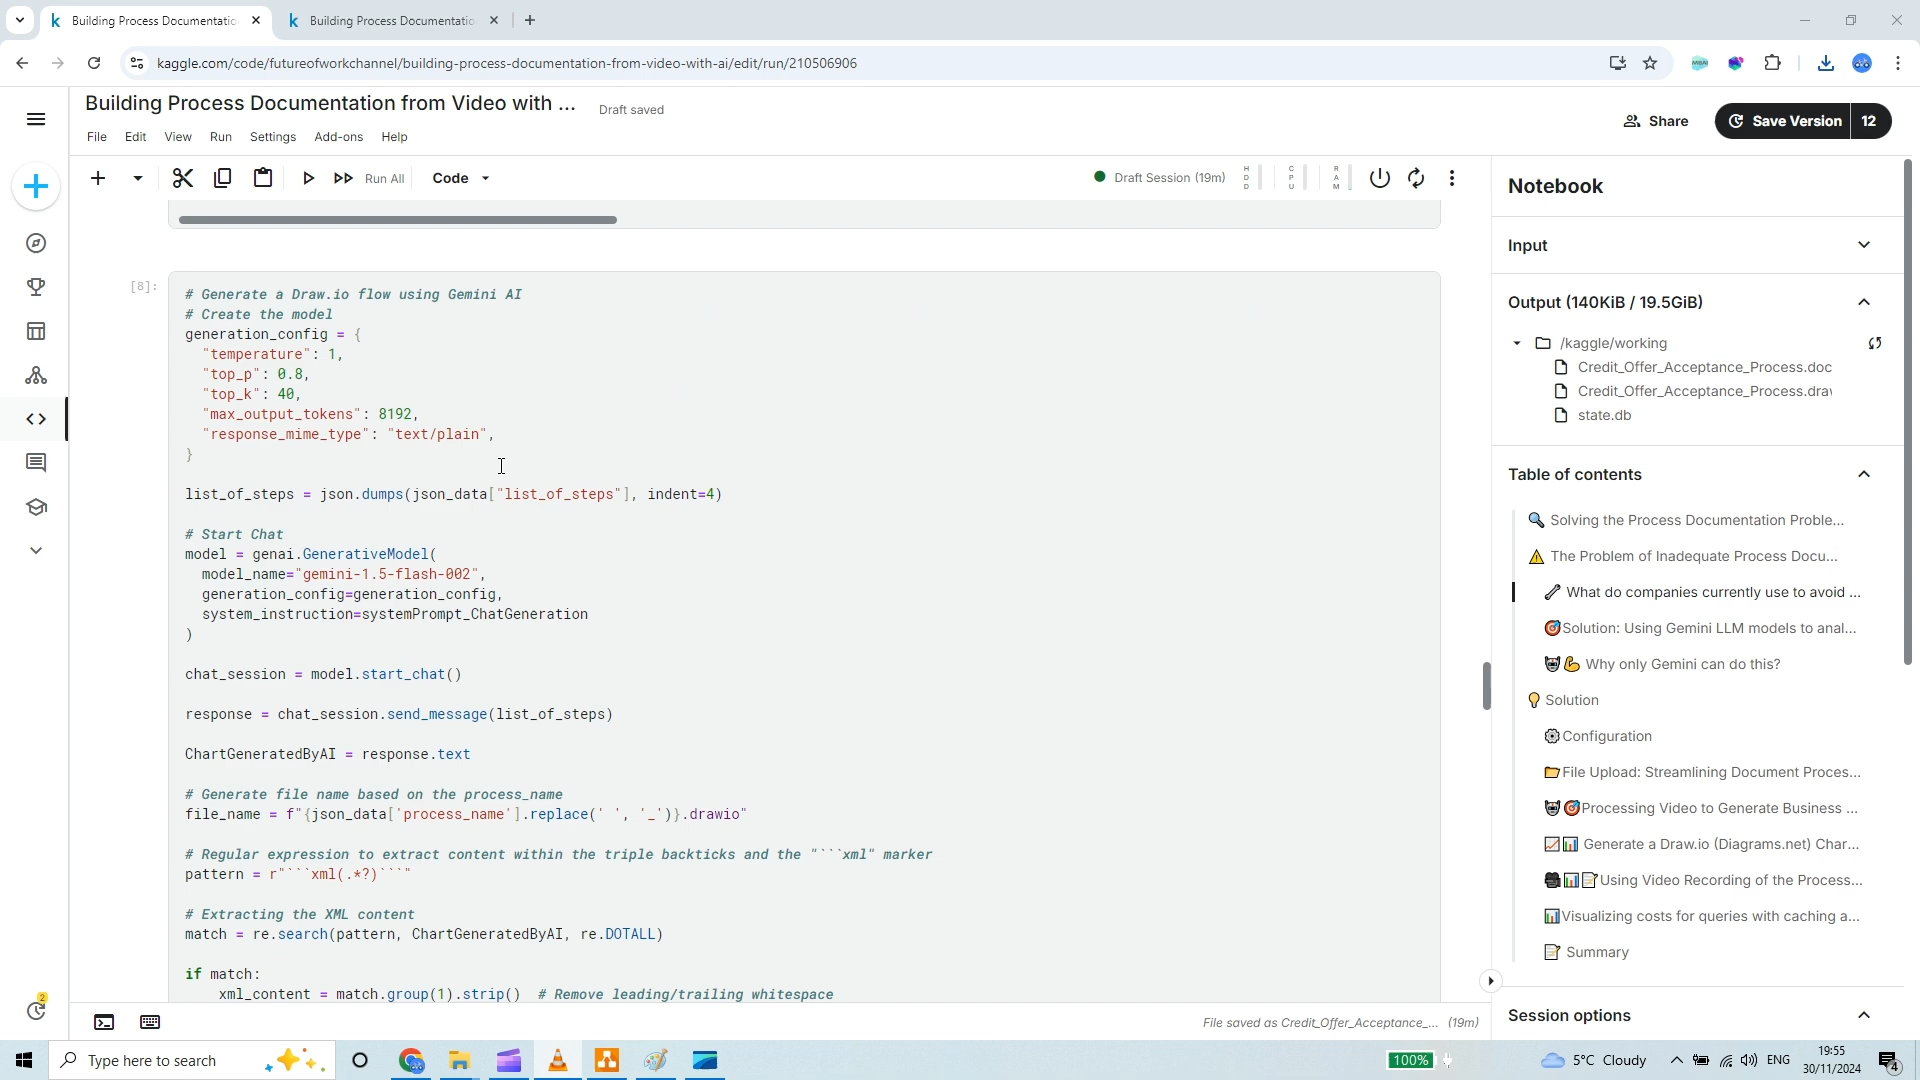 Building Process Documentatio
Building Process Documentatio
kaggle.com/code/futureofworkchannel/building-process-documentation-from-video-with-ai/edit/run/210506906
Building Process Documentation from Video with ...
Draft saved
File Edit View Run Settings Add-ons Help
Share
Save Version 12
Run All
Code
Draft Session (19m)
HDD
CPU
RAM
[8]:
# Generate a Draw.io flow using Gemini AI
# Create the model
generation_config = {
"temperature": 1,
"top_p": 0.8,
"top_k": 40,
"max_output_tokens": 8192,
"response_mime_type": "text/plain",
}
list_of_steps = json.dumps(json_data["list_of_steps"], indent=4)
# Start Chat
model = genai.GenerativeModel(
model_name="gemini-1.5-flash-002",
generation_config=generation_config,
system_instruction=systemPrompt_ChatGeneration
)
chat_session = model.start_chat()
response = chat_session.send_message(list_of_steps)
ChartGeneratedByAI = response.text
# Generate file name based on the process_name
file_name = f"{json_data['process_name'].replace(' ', '_')}.drawio"
# Regular expression to extract content within the triple backticks and the "```xml" marker
pattern = r"```xml(.*?)```"
# Extracting the XML content
match = re.search(pattern, ChartGeneratedByAI, re.DOTALL)
if match:
xml_content = match.group(1).strip()  # Remove leading/trailing whitespace
File saved as Credit_Offer_Acceptance_... (19m)
Notebook
Input
Output (140KiB / 19.5GiB)
/kaggle/working
Credit_Offer_Acceptance_Process.doc
Credit_Offer_Acceptance_Process.drav
state.db
Table of contents
Solving the Process Documentation Proble...
The Problem of Inadequate Process Docu...
What do companies currently use to avoid ...
Solution: Using Gemini LLM models to anal...
Why only Gemini can do this?
Solution
Configuration
File Upload: Streamlining Document Proces...
Processing Video to Generate Business ...
Generate a Draw.io (Diagrams.net) Char...
Using Video Recording of the Process...
Visualizing costs for queries with caching a...
Summary
Session options
2
Type here to search
100%
5°C Cloudy
ENG
19:55
30/11/2024
4